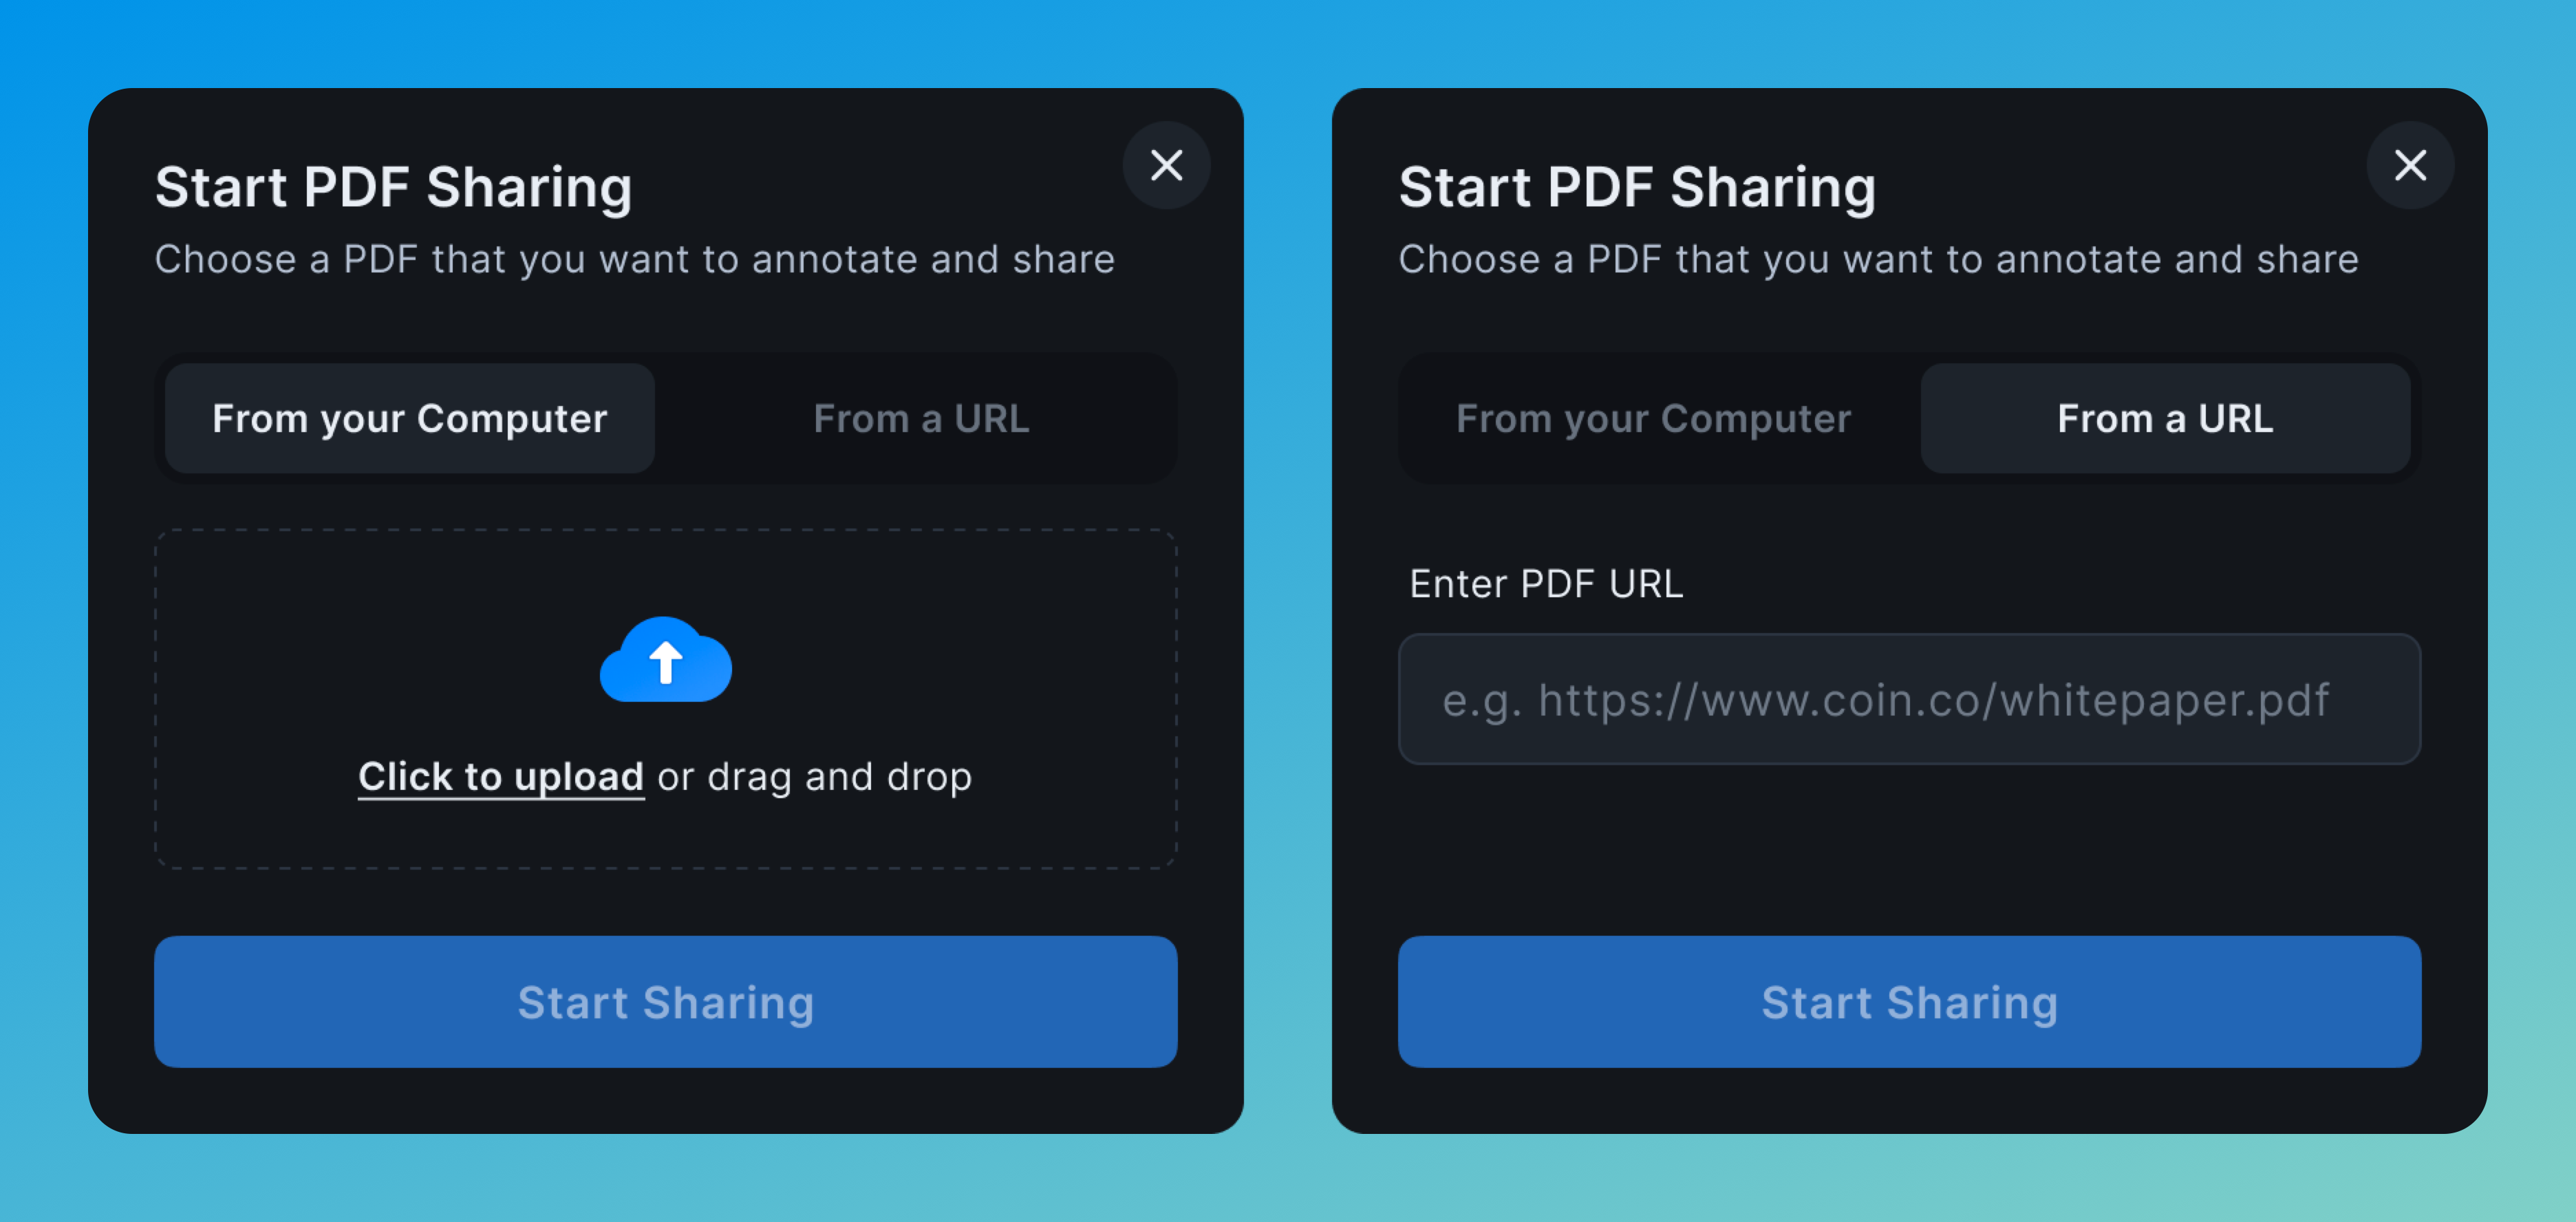 Start PDF Sharing
Choose a PDF that you want to annotate and share
From your Computer
From a URL
Click to upload or drag and drop
Start Sharing
Start PDF Sharing
Choose a PDF that you want to annotate and share
From your Computer
From a URL
Enter PDF URL
e.g. https://www.coin.co/whitepaper.pdf
Start Sharing